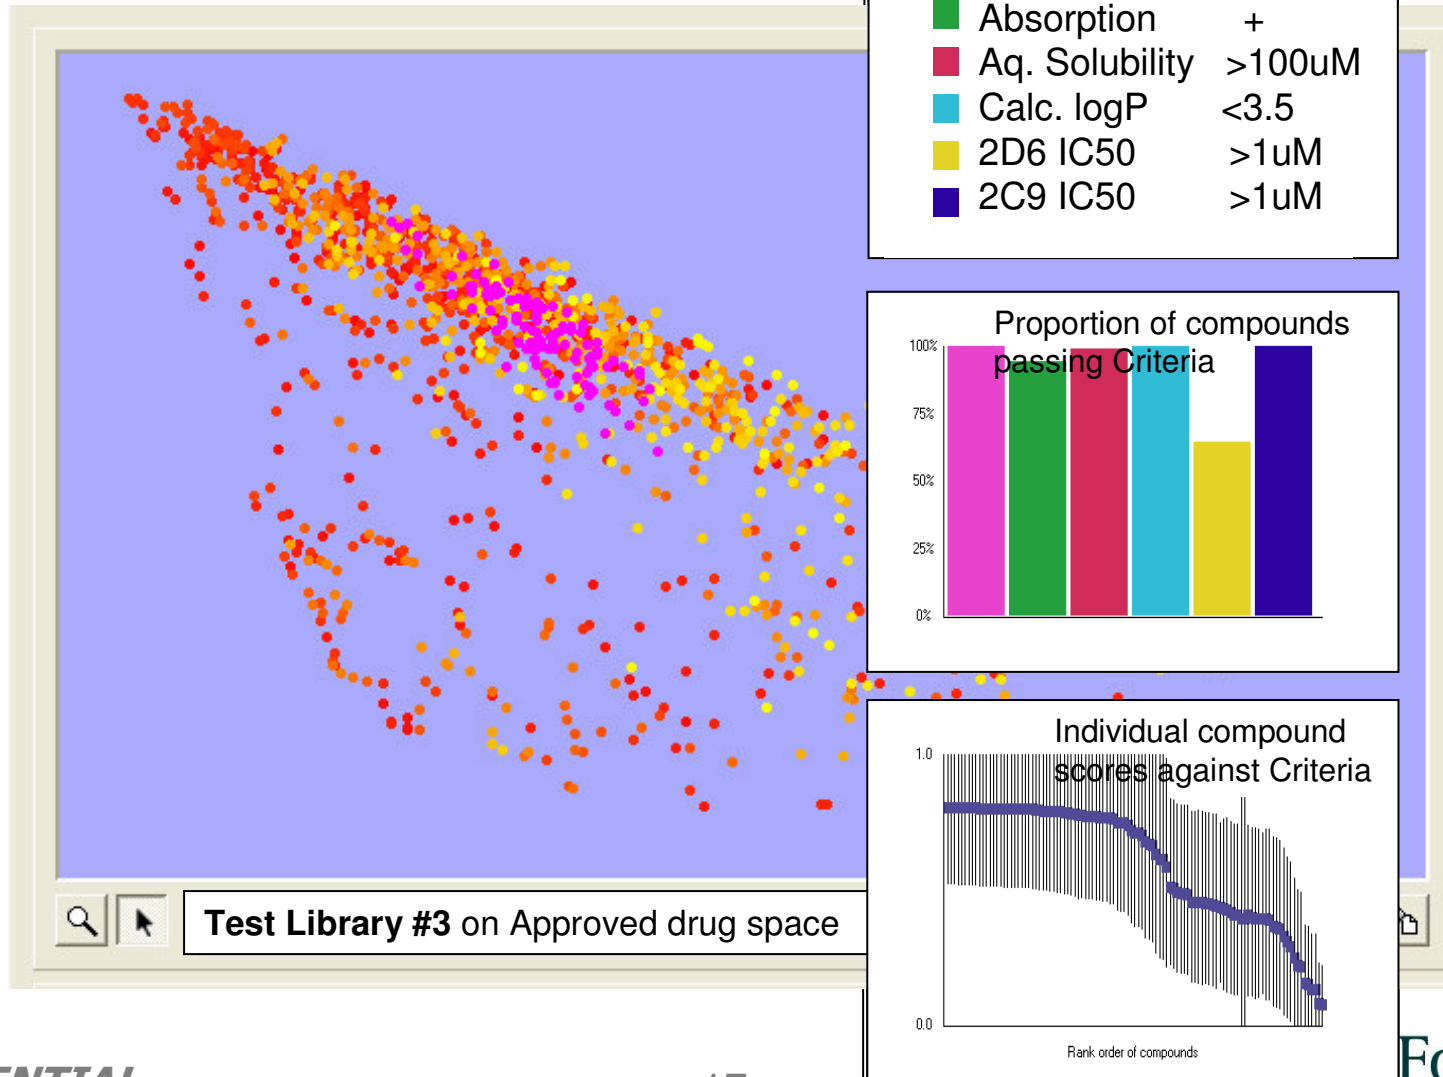 Absorption +
Aq. Solubility >100uM
Calc. logP <3.5
2D6 IC50 >1uM
2C9 IC50 >1uM
Proportion of compounds
passing Criteria
100%
75%
50%
25%
0%
Individual compound
scores against Criteria
1.0
0.0
Rank order of compounds
Test Library #3 on Approved drug space